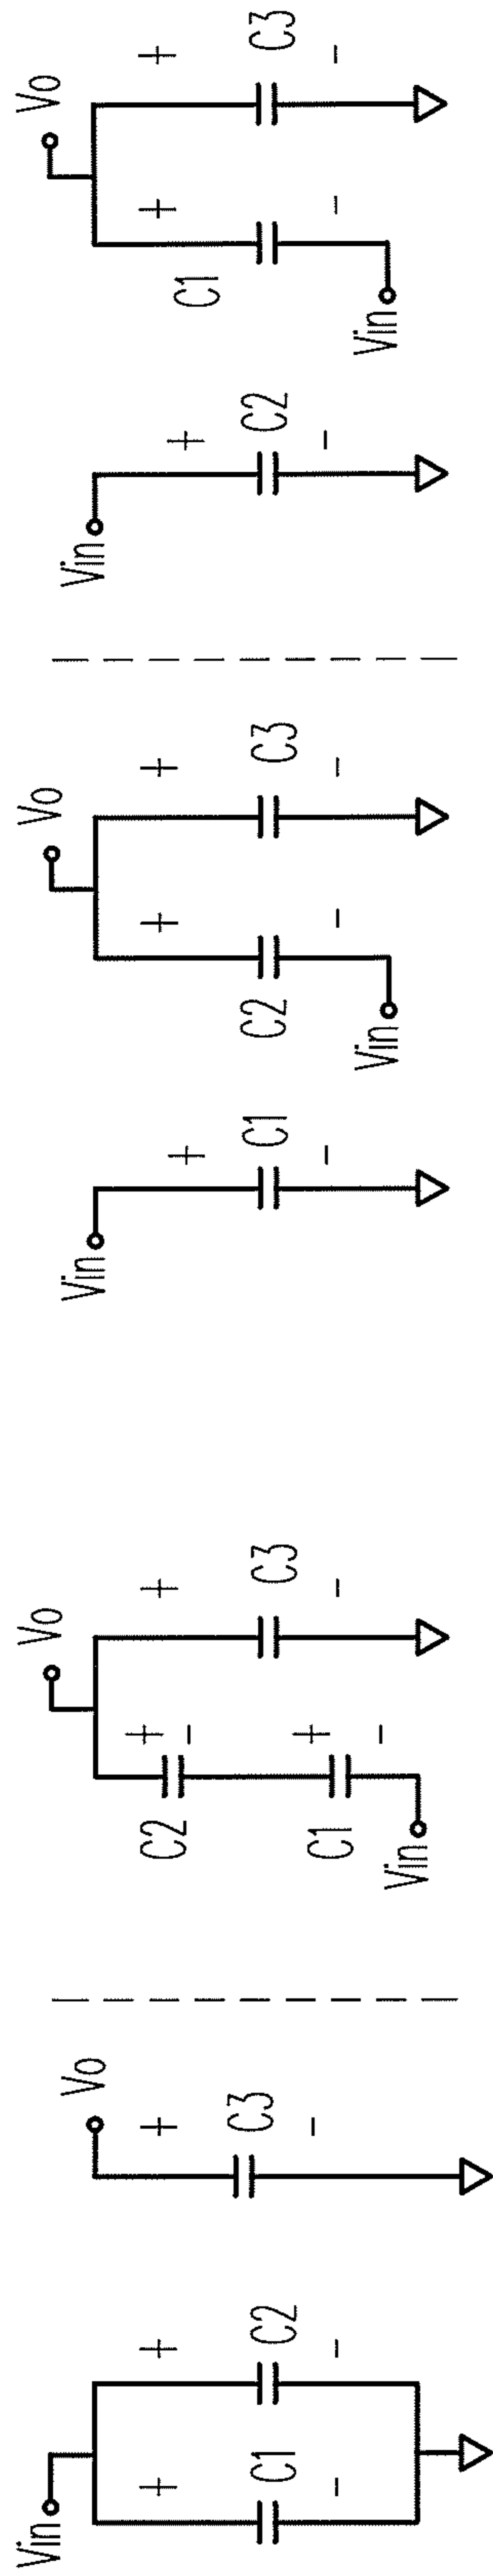 Vin
+ +
C1 C2
- -
Vo
+
C3
-
Vo
+ +
C2 -
C3
C1 +
- -
Vin
Vin
+
C1
-
Vo
+ +
C2 C3
- -
Vin
Vin
+
C2
-
Vo
+ +
C1 C3
- -
Vin